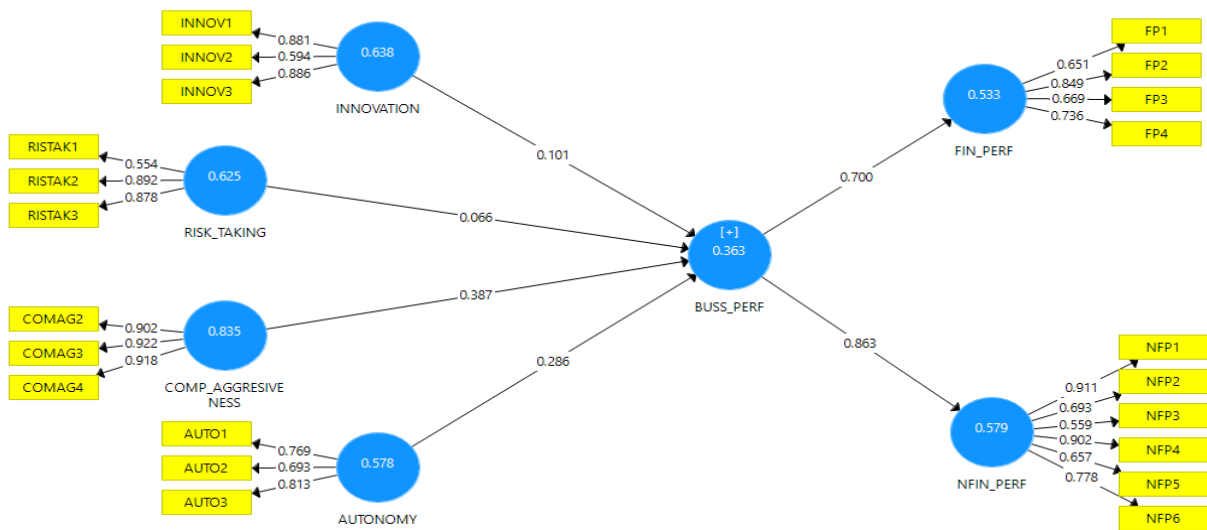 INNOV1
INNOV2
INNOV3
0.881
0.594
0.886
0.638
INNOVATION
RISTAK1
RISTAK2
RISTAK3
0.554
0.892
0.878
0.625
RISK_TAKING
COMAG2
COMAG3
COMAG4
0.902
0.922
0.918
0.835
COMP_AGGRESIVE
NESS
AUTO1
AUTO2
AUTO3
0.769
0.693
0.813
0.578
AUTONOMY
0.101
0.066
0.387
0.286
[+]
0.363
BUSS_PERF
0.700
0.863
0.533
FIN_PERF
0.651
0.849
0.669
0.736
FP1
FP2
FP3
FP4
0.579
NFIN_PERF
0.911
0.693
0.559
0.902
0.657
0.778
NFP1
NFP2
NFP3
NFP4
NFP5
NFP6